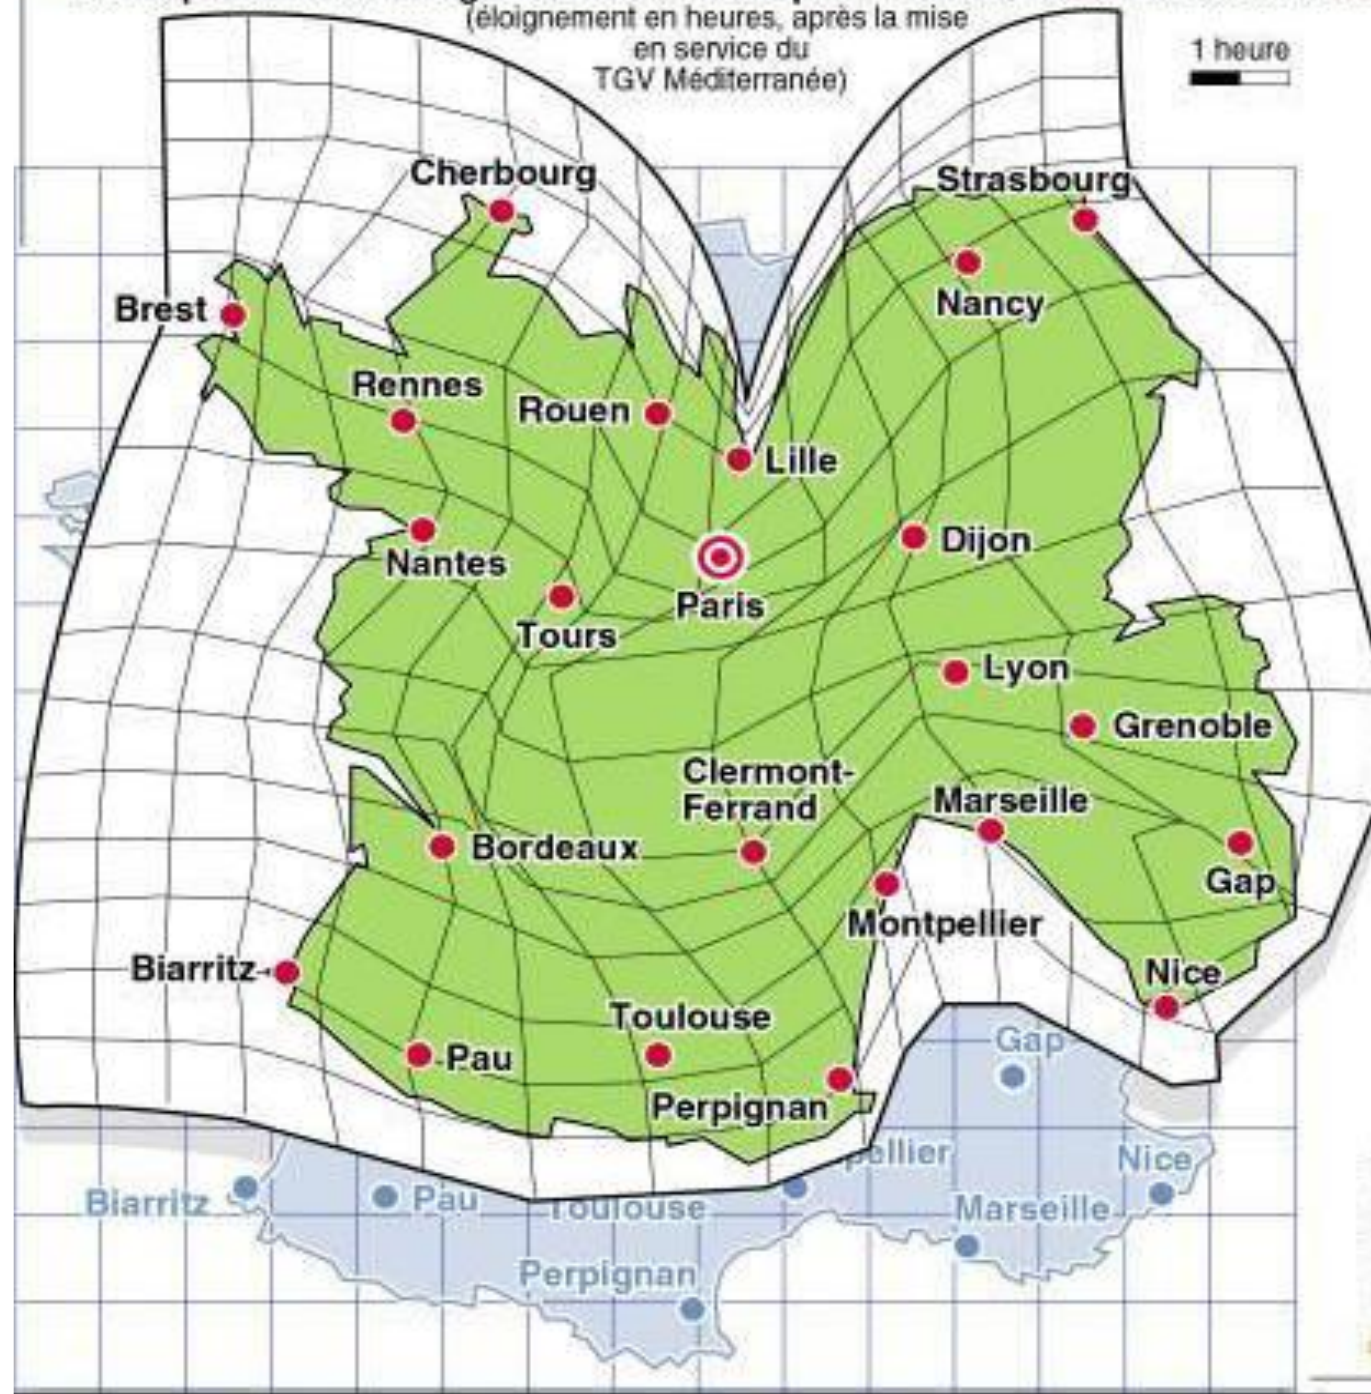 (éloignement en heures, après la mise
en service du
TGV Méditerranée)
1 heure
Cherbourg
Strasbourg
Brest
Nancy
Rennes
Rouen
Lille
Nantes
Dijon
Paris
Tours
Lyon
Grenoble
Clermont-
Ferrand
Marseille
Bordeaux
Gap
Montpellier
Biarritz
Nice
Toulouse
Pau
Perpignan
Gap
pellier
Nice
Biarritz
Pau
Toulouse
Marseille
Perpignan